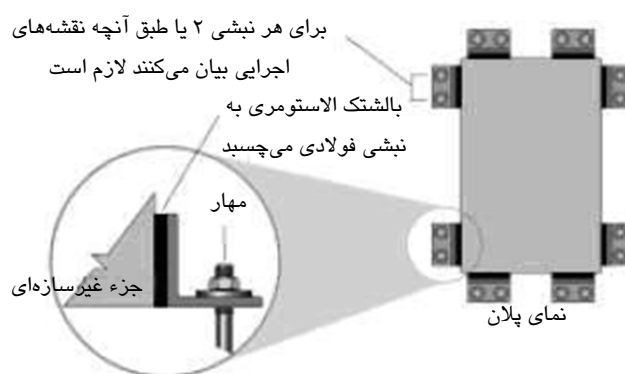 برای هر نبشی ۲ یا طبق آنچه نقشه‌های
اجرایی بیان می‌کنند لازم است
بالشتک الاستومری به
نبشی فولادی می‌چسبد
مهار
جزء غیرسازه‌ای
نمای پلان